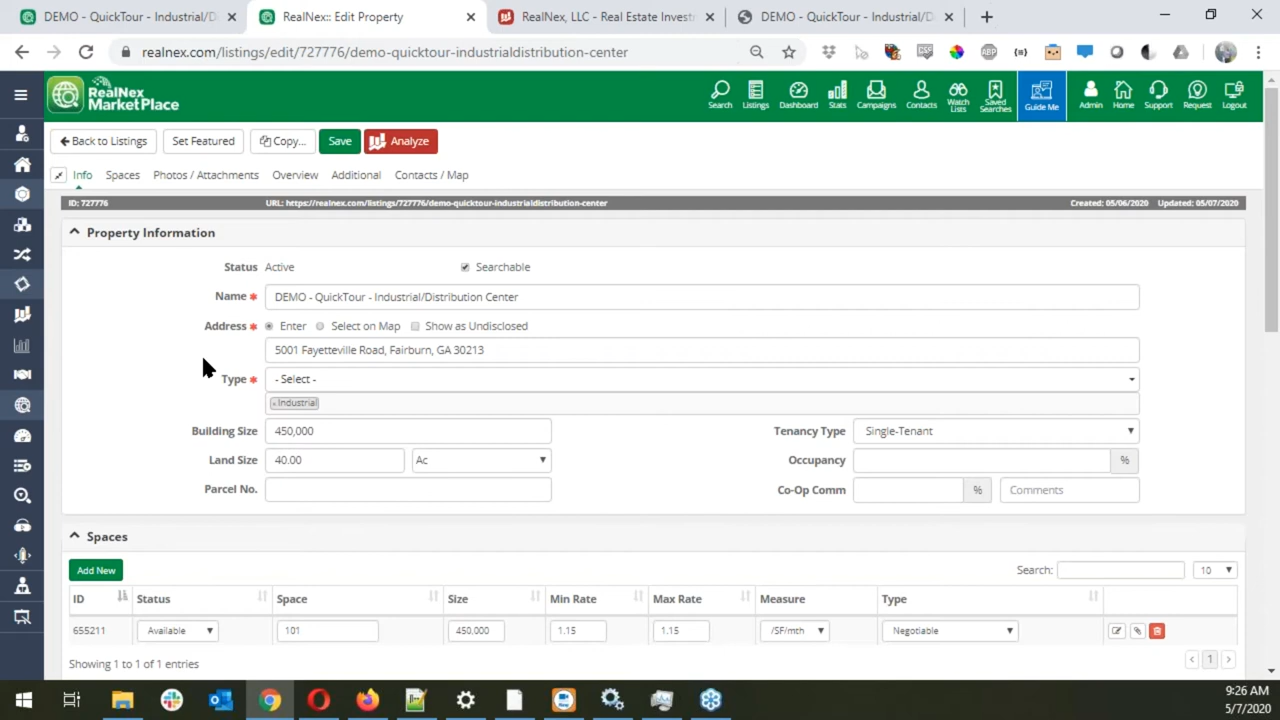 DEMO - QuickTour - Industrial/D
RealNex:: Edit Property
RealNex, LLC - Real Estate Invest
DEMO - QuickTour - Industrial/D
realnex.com/listings/edit/727776/demo-quicktour-industrialdistribution-center
RealNex
MarketPlace
Search
Listings
Dashboard
Stats
Campaigns
Contacts
Watch Lists
Saved Searches
Guide Me
Admin
Home
Support
Request
Logout
Back to Listings
Set Featured
Copy...
Save
Analyze
Info
Spaces
Photos / Attachments
Overview
Additional
Contacts / Map
ID: 727776 URL: https://realnex.com/listings/727776/demo-quicktour-industrialdistribution-center Created: 05/06/2020 Updated: 05/07/2020
Property Information
Status Active Searchable
Name * DEMO - QuickTour - Industrial/Distribution Center
Address * Enter Select on Map Show as Undisclosed
5001 Fayetteville Road, Fairburn, GA 30213
Type * - Select -
- Industrial
Building Size 450,000 Tenancy Type Single-Tenant
Land Size 40.00 Ac Occupancy %
Parcel No. Co-Op Comm % Comments
Spaces
Add New Search: 10
ID Status Space Size Min Rate Max Rate Measure Type
655211 Available 101 450,000 1.15 1.15 /SF/mth Negotiable
Showing 1 to 1 of 1 entries 1
9:26 AM
5/7/2020